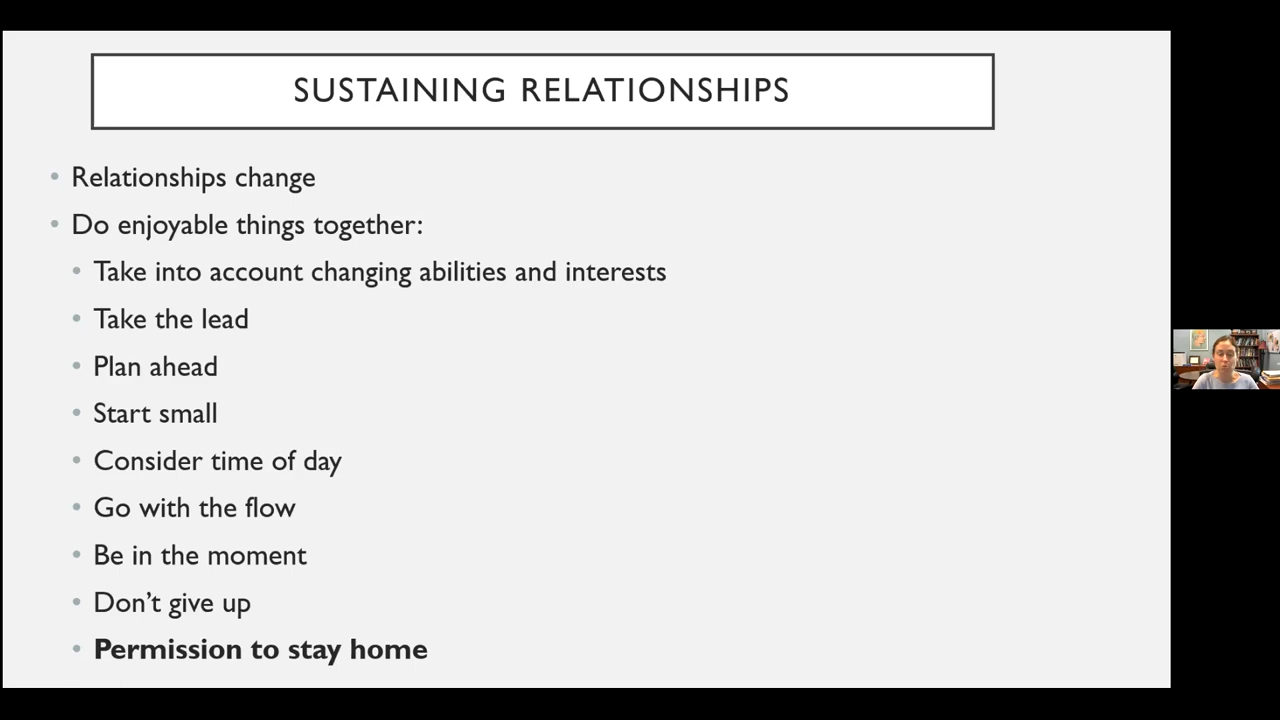 SUSTAINING RELATIONSHIPS
• Relationships change
• Do enjoyable things together:
• Take into account changing abilities and interests
• Take the lead
• Plan ahead
• Start small
• Consider time of day
• Go with the flow
• Be in the moment
• Don't give up
• Permission to stay home